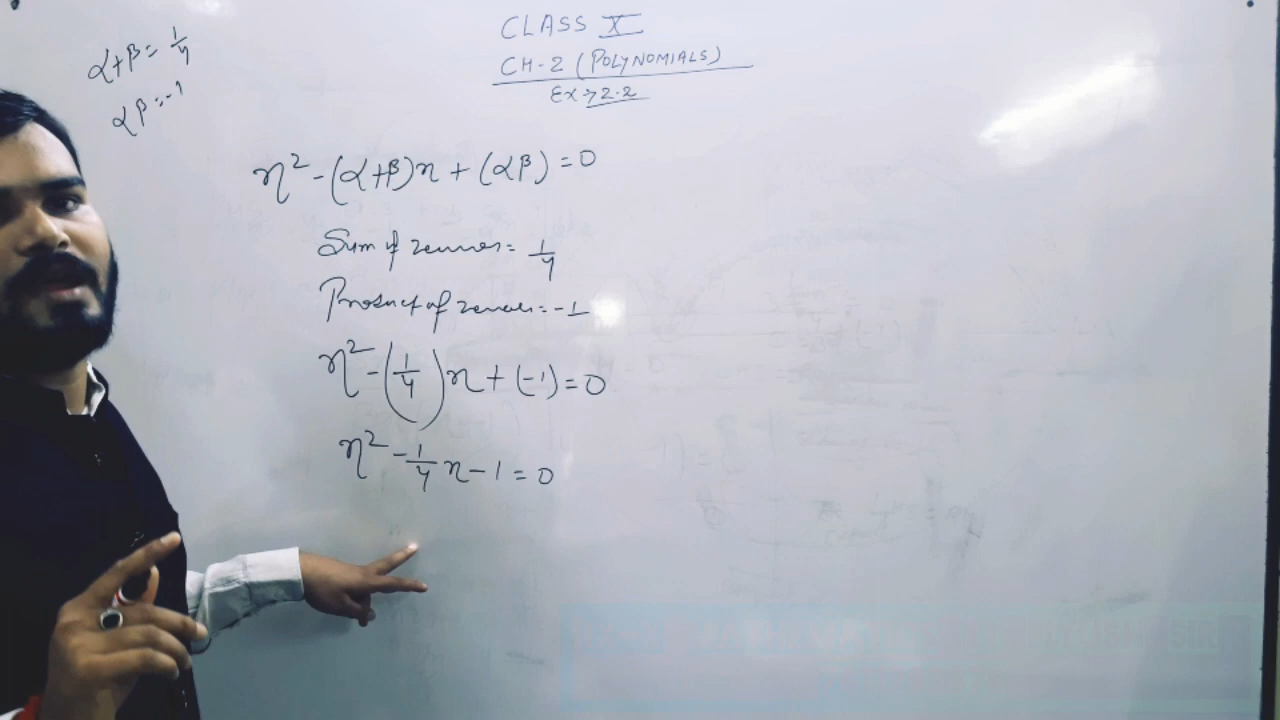 α+β = 1/4
αβ = -1
CLASS X
CH-2 (POLYNOMIALS)
Ex → 2.2
x² - (α+β)x + (αβ) = 0
Sum of zeroes = 1/4
Product of zeroes = -1
x² - (1/4)x + (-1) = 0
x² - 1/4 x - 1 = 0